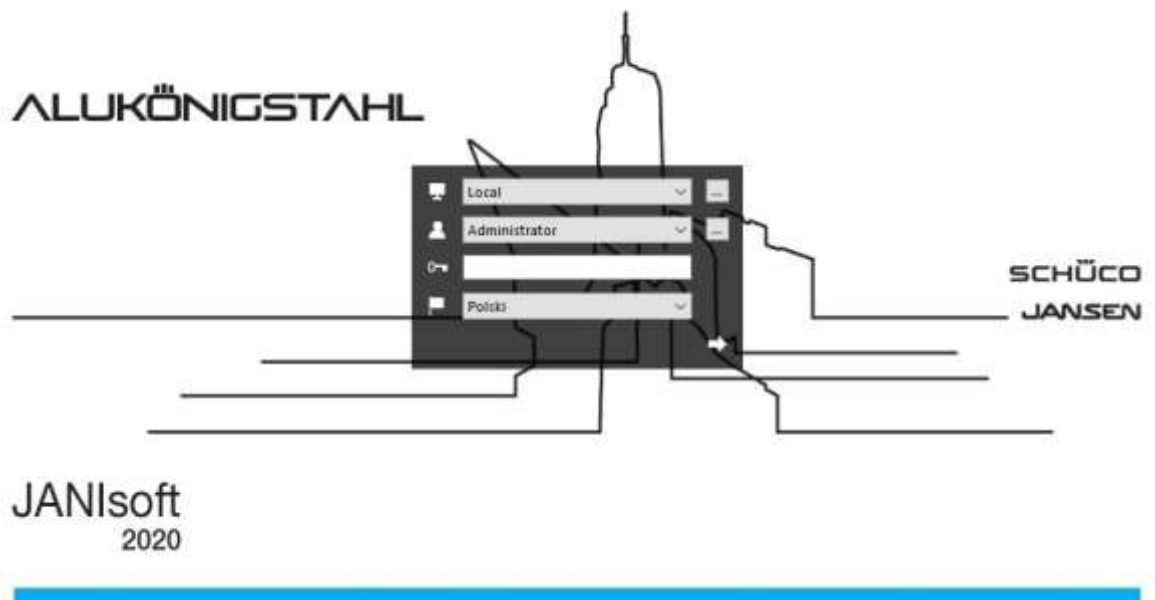 ALUKÖNIGSTAHL
Local
...
Administrator
...
Polski
SCHÜCO
JANSEN
JANIsoft
2020